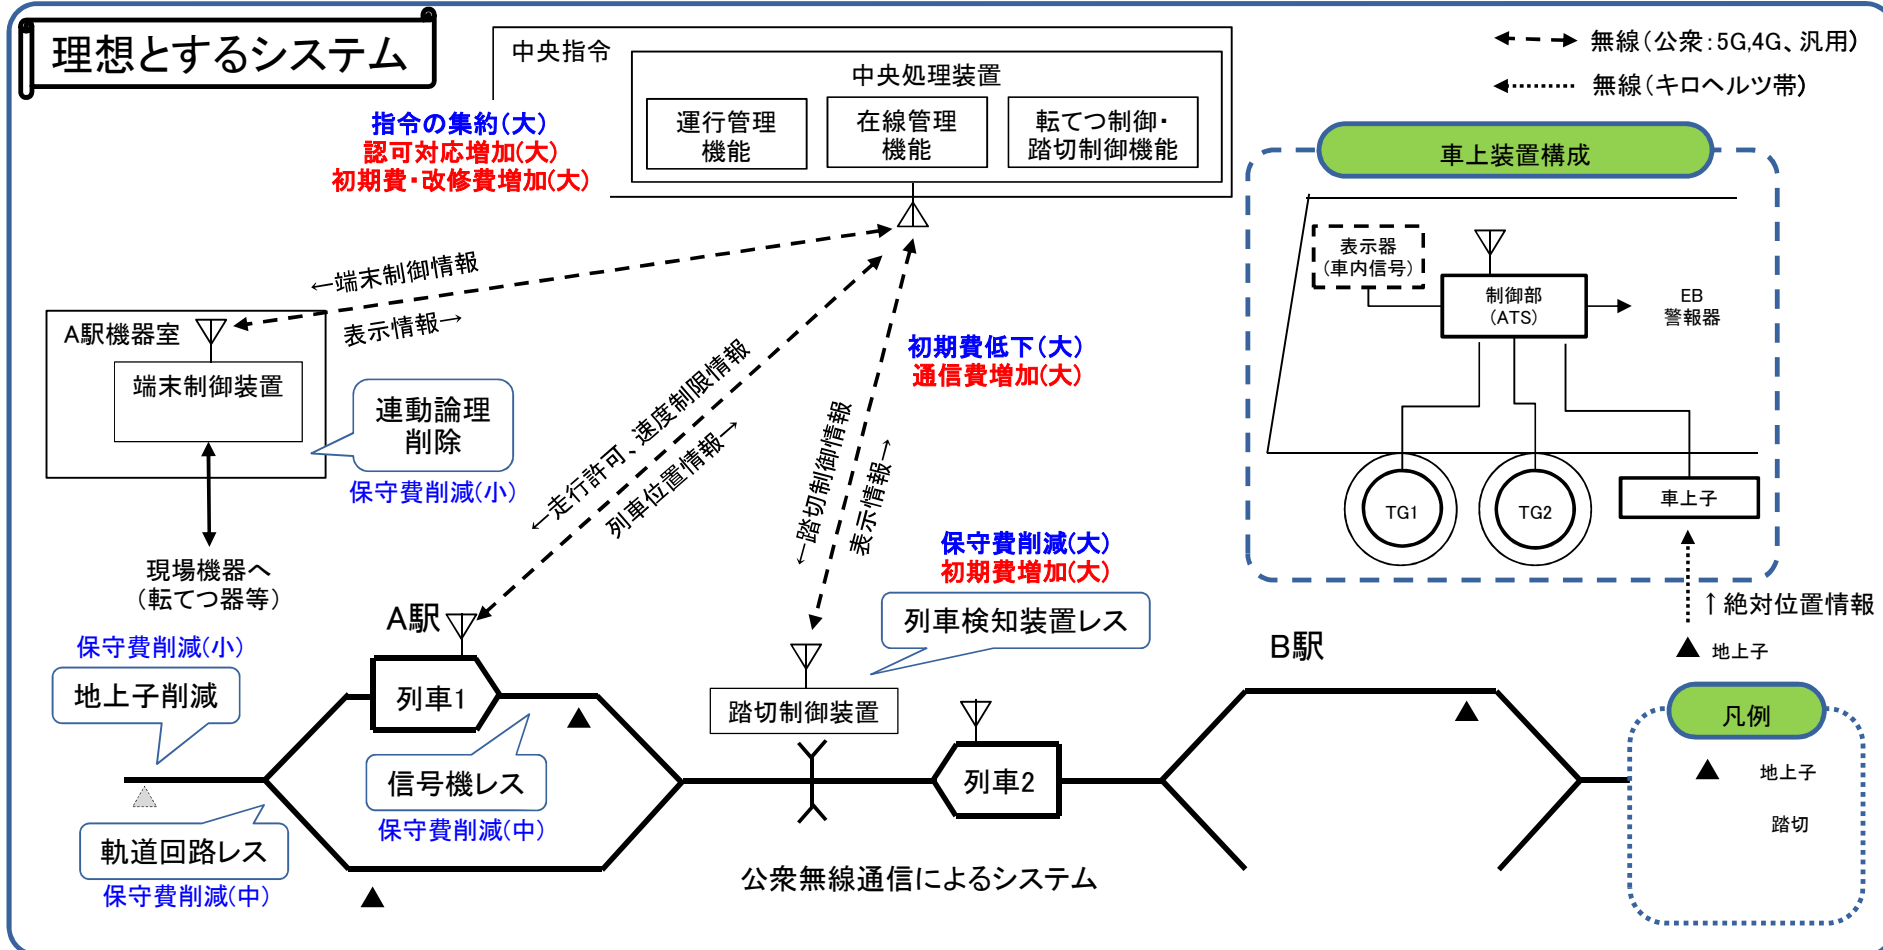 理想とするシステム
中央指令
中央処理装置
運行管理
機能
在線管理
機能
転てつ制御・
踏切制御機能
指令の集約(大)
認可対応増加(大)
初期費・改修費増加(大)
無線(公衆:5G,4G、汎用)
無線(キロヘルツ帯)
車上装置構成
表示器
(車内信号)
制御部
(ATS)
EB
警報器
TG1
TG2
車上子
↑絶対位置情報
地上子
←端末制御情報
表示情報→
A駅機器室
端末制御装置
連動論理
削除
保守費削減(小)
現場機器へ
(転てつ器等)
←走行許可、速度制限情報
列車位置情報→
初期費低下(大)
通信費増加(大)
←踏切制御情報
表示情報→
保守費削減(大)
初期費増加(大)
列車検知装置レス
A駅
B駅
保守費削減(小)
地上子削減
列車1
踏切制御装置
列車2
信号機レス
保守費削減(中)
軌道回路レス
保守費削減(中)
公衆無線通信によるシステム
凡例
地上子
踏切